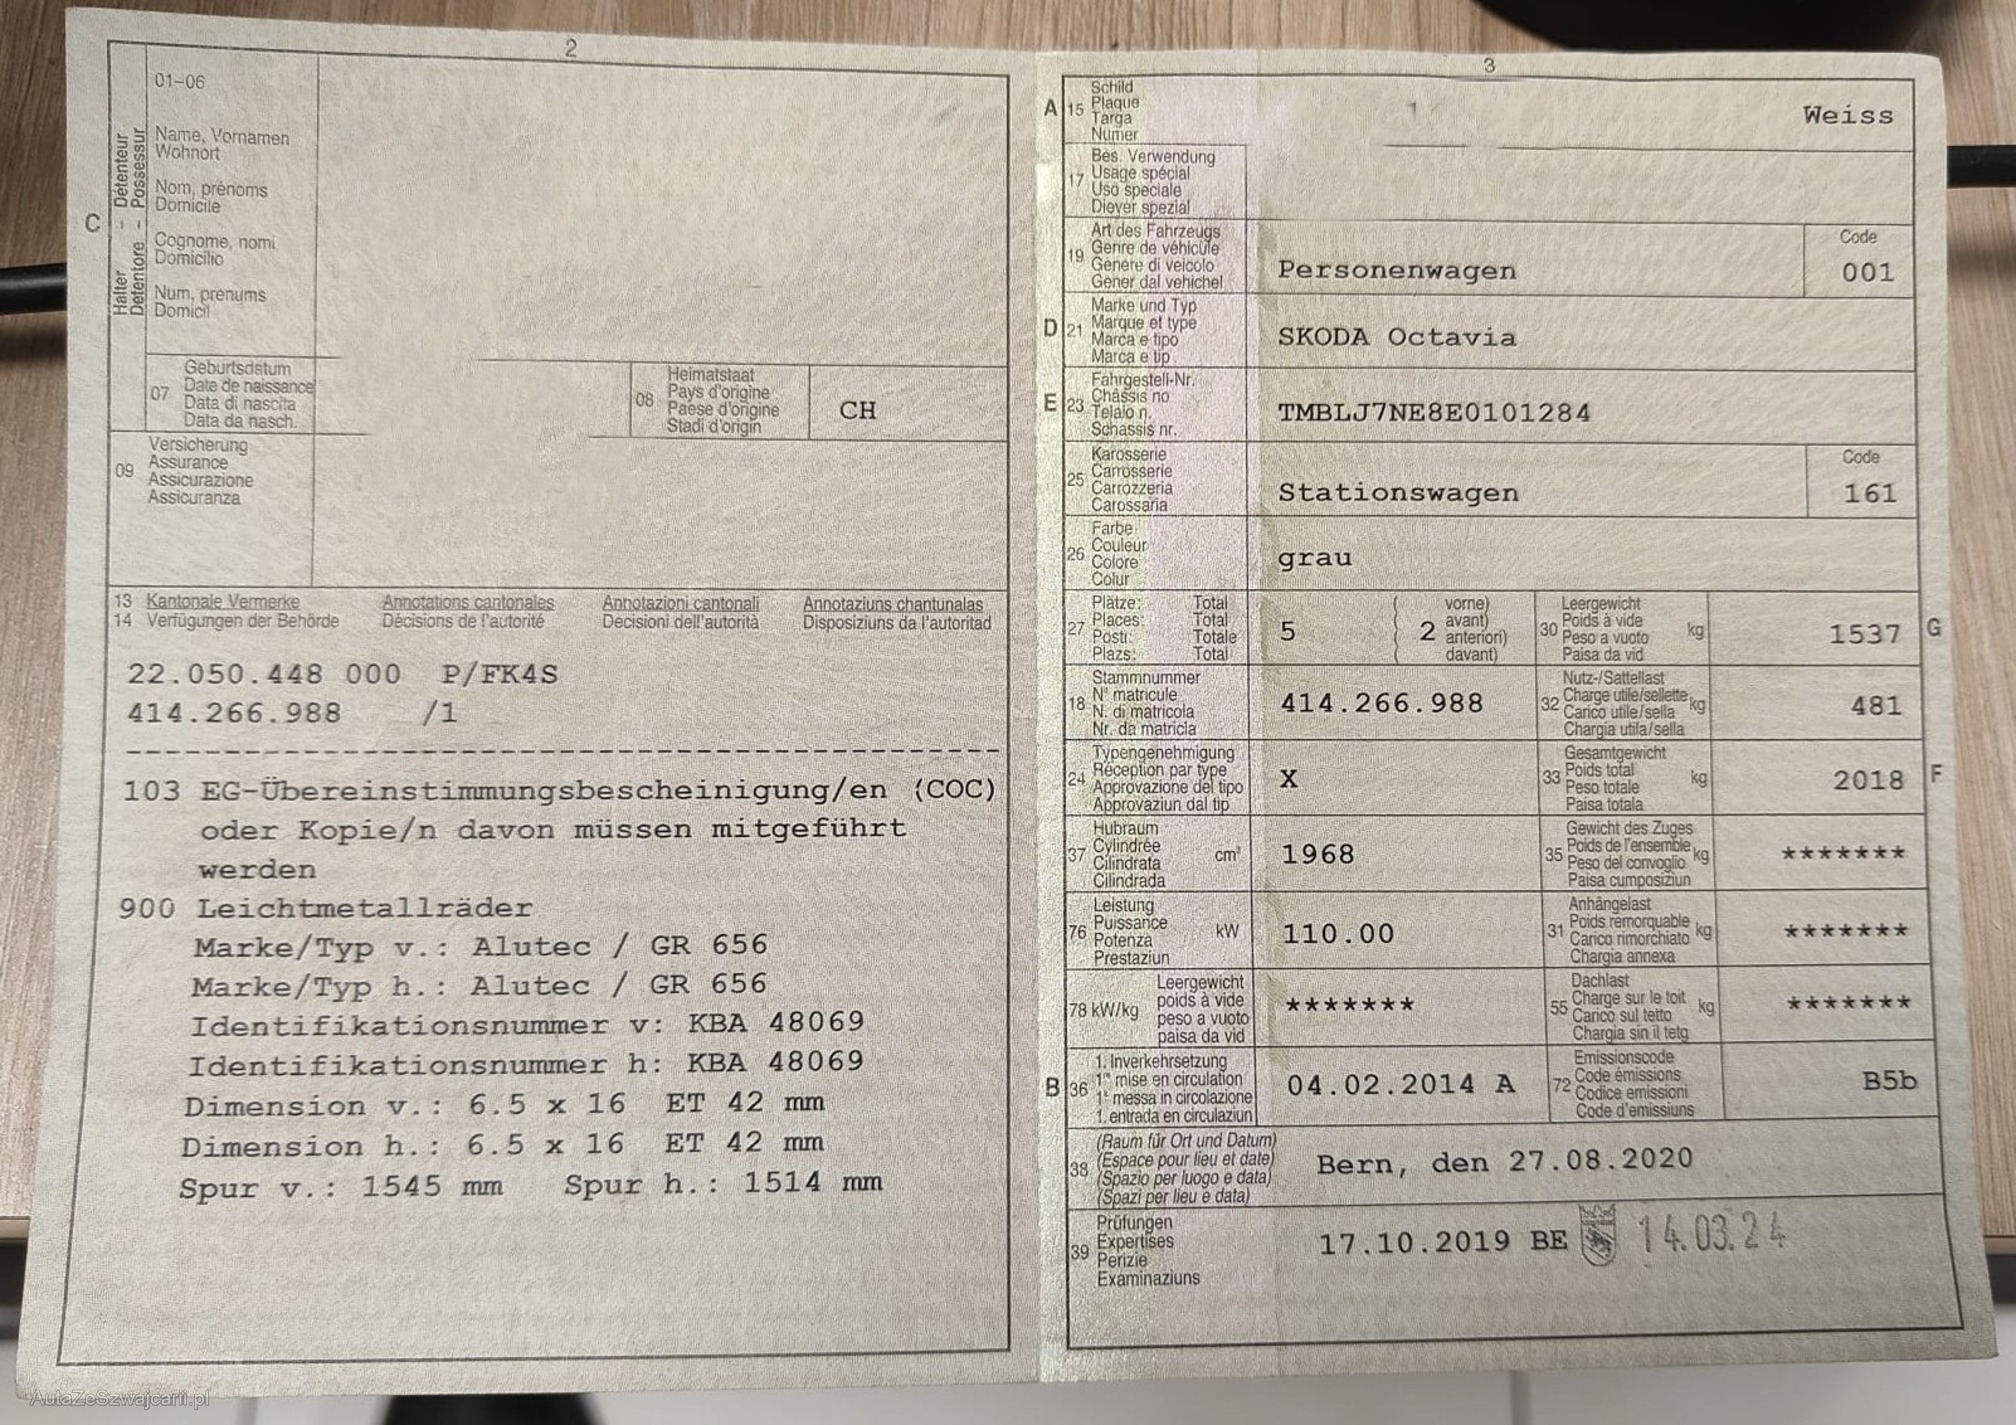 2
01–06
Name, Vornamen
Wohnort
Nom, prénoms
Domicile
Cognome, nomi
Domicilio
Num, prenums
Domicil
C
Halter – Détenteur
Detentore – Possessur
07
Geburtsdatum
Date de naissance
Data di nascita
Data da nasch.
08
Heimatstaat
Pays d'origine
Paese d'origine
Stadi d'origin
CH
09
Versicherung
Assurance
Assicurazione
Assicuranza
13 Kantonale Vermerke Annotations cantonales Annotazioni cantonali Annotaziuns chantunalas
14 Verfügungen der Behörde Décisions de l'autorité Decisioni dell'autorità Disposiziuns da l'autoritad
22.050.448 000 P/FK4S
414.266.988 /1
103 EG-Übereinstimmungsbescheinigung/en (COC)
oder Kopie/n davon müssen mitgeführt
werden
900 Leichtmetallräder
Marke/Typ v.: Alutec / GR 656
Marke/Typ h.: Alutec / GR 656
Identifikationsnummer v: KBA 48069
Identifikationsnummer h: KBA 48069
Dimension v.: 6.5 x 16 ET 42 mm
Dimension h.: 6.5 x 16 ET 42 mm
Spur v.: 1545 mm Spur h.: 1514 mm
3
A 15
Schild
Plaque
Targa
Numer
1
Weiss
17
Bes. Verwendung
Usage spécial
Uso speciale
Diever spezial
19
Art des Fahrzeugs
Genre de véhicule
Genere di veicolo
Gener dal vehichel
Personenwagen
Code
001
D 21
Marke und Typ
Marque et type
Marca e tipo
Marca e tip
SKODA Octavia
E 23
Fahrgestell-Nr.
Châssis no
Telaio n.
Schassis nr.
TMBLJ7NE8E0101284
25
Karosserie
Carrosserie
Carrozzeria
Carossaria
Stationswagen
Code
161
26
Farbe
Couleur
Colore
Colur
grau
27
Plätze: Total
Places: Total
Posti: Totale
Plazs: Total
5
( 2
vorne)
avant)
anteriori)
davant)
30
Leergewicht
Poids à vide
Peso a vuoto
Paisa da vid
kg
1537
G
18
Stammnummer
N° matricule
N. di matricola
Nr. da matricla
414.266.988
32
Nutz-/Sattellast
Charge utile/sellette
Carico utile/sella
Chargia utila/sella
kg
481
24
Typengenehmigung
Réception par type
Approvazione del tipo
Approvaziun dal tip
X
33
Gesamtgewicht
Poids total
Peso totale
Paisa totala
kg
2018
F
37
Hubraum
Cylindrée
Cilindrata
Cilindrada
cm³
1968
35
Gewicht des Zuges
Poids de l'ensemble
Peso del convoglio
Paisa cumposiziun
kg
*******
76
Leistung
Puissance
Potenza
Prestaziun
kW
110.00
31
Anhängelast
Poids remorquable
Carico rimorchiato
Chargia annexa
kg
*******
78 kW/kg
Leergewicht
poids à vide
peso a vuoto
paisa da vid
*******
55
Dachlast
Charge sur le toit
Carico sul tetto
Chargia sin il tetg
kg
*******
B 36
1. Inverkehrsetzung
1re mise en circulation
1a messa in circolazione
1. entrada en circulaziun
04.02.2014 A
72
Emissionscode
Code émissions
Codice emissioni
Code d'emissiuns
B5b
38
(Raum für Ort und Datum)
(Espace pour lieu et date)
(Spazio per luogo e data)
(Spazi per lieu e data)
Bern, den 27.08.2020
39
Prüfungen
Expertises
Perizie
Examinaziuns
17.10.2019 BE 14.03.24
AutaZeSzwajcarii.pl